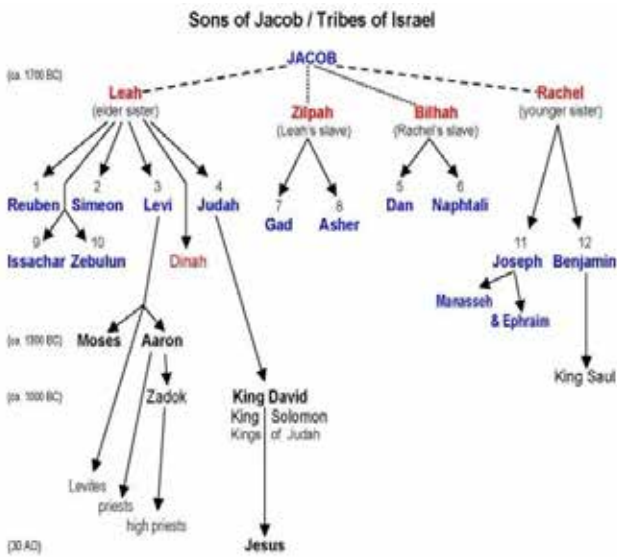 Sons of Jacob / Tribes of Israel
JACOB
(ca. 1700 BC)
Leah
(elder sister)
Zilpah
(Leah's slave)
Bilhah
(Rachel's slave)
Rachel
(younger sister)
1 2 3 4
Reuben Simeon Levi Judah
7 8
Gad Asher
5 6
Dan Naphtali
9 10
Issachar Zebulun
Dinah
11 12
Joseph Benjamin
Manasseh
& Ephraim
(ca. 1300 BC)
Moses Aaron
King Saul
(ca. 1000 BC)
Zadok
King David
King Solomon
Kings of Judah
Levites
priests
high priests
(30 AD)
Jesus